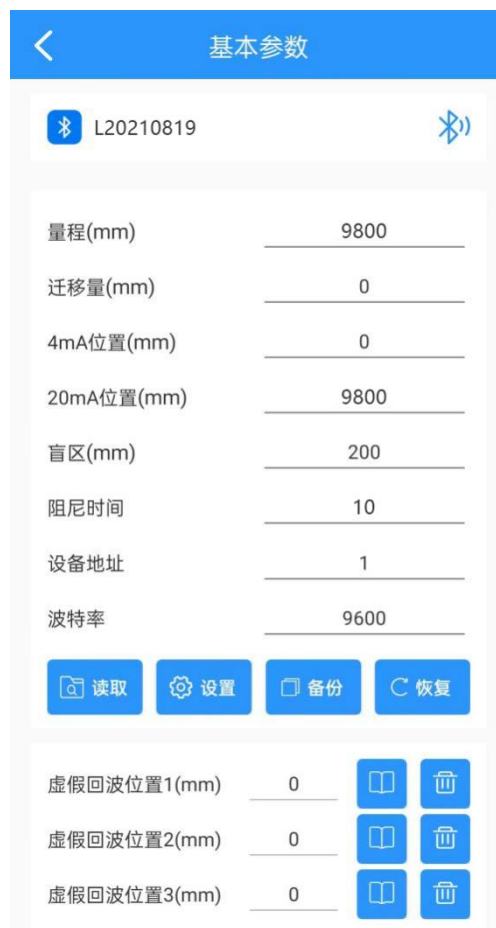 基本参数
L20210819
量程(mm) 9800
迁移量(mm) 0
4mA位置(mm) 0
20mA位置(mm) 9800
盲区(mm) 200
阻尼时间 10
设备地址 1
波特率 9600
读取 设置 备份 恢复
虚假回波位置1(mm) 0
虚假回波位置2(mm) 0
虚假回波位置3(mm) 0